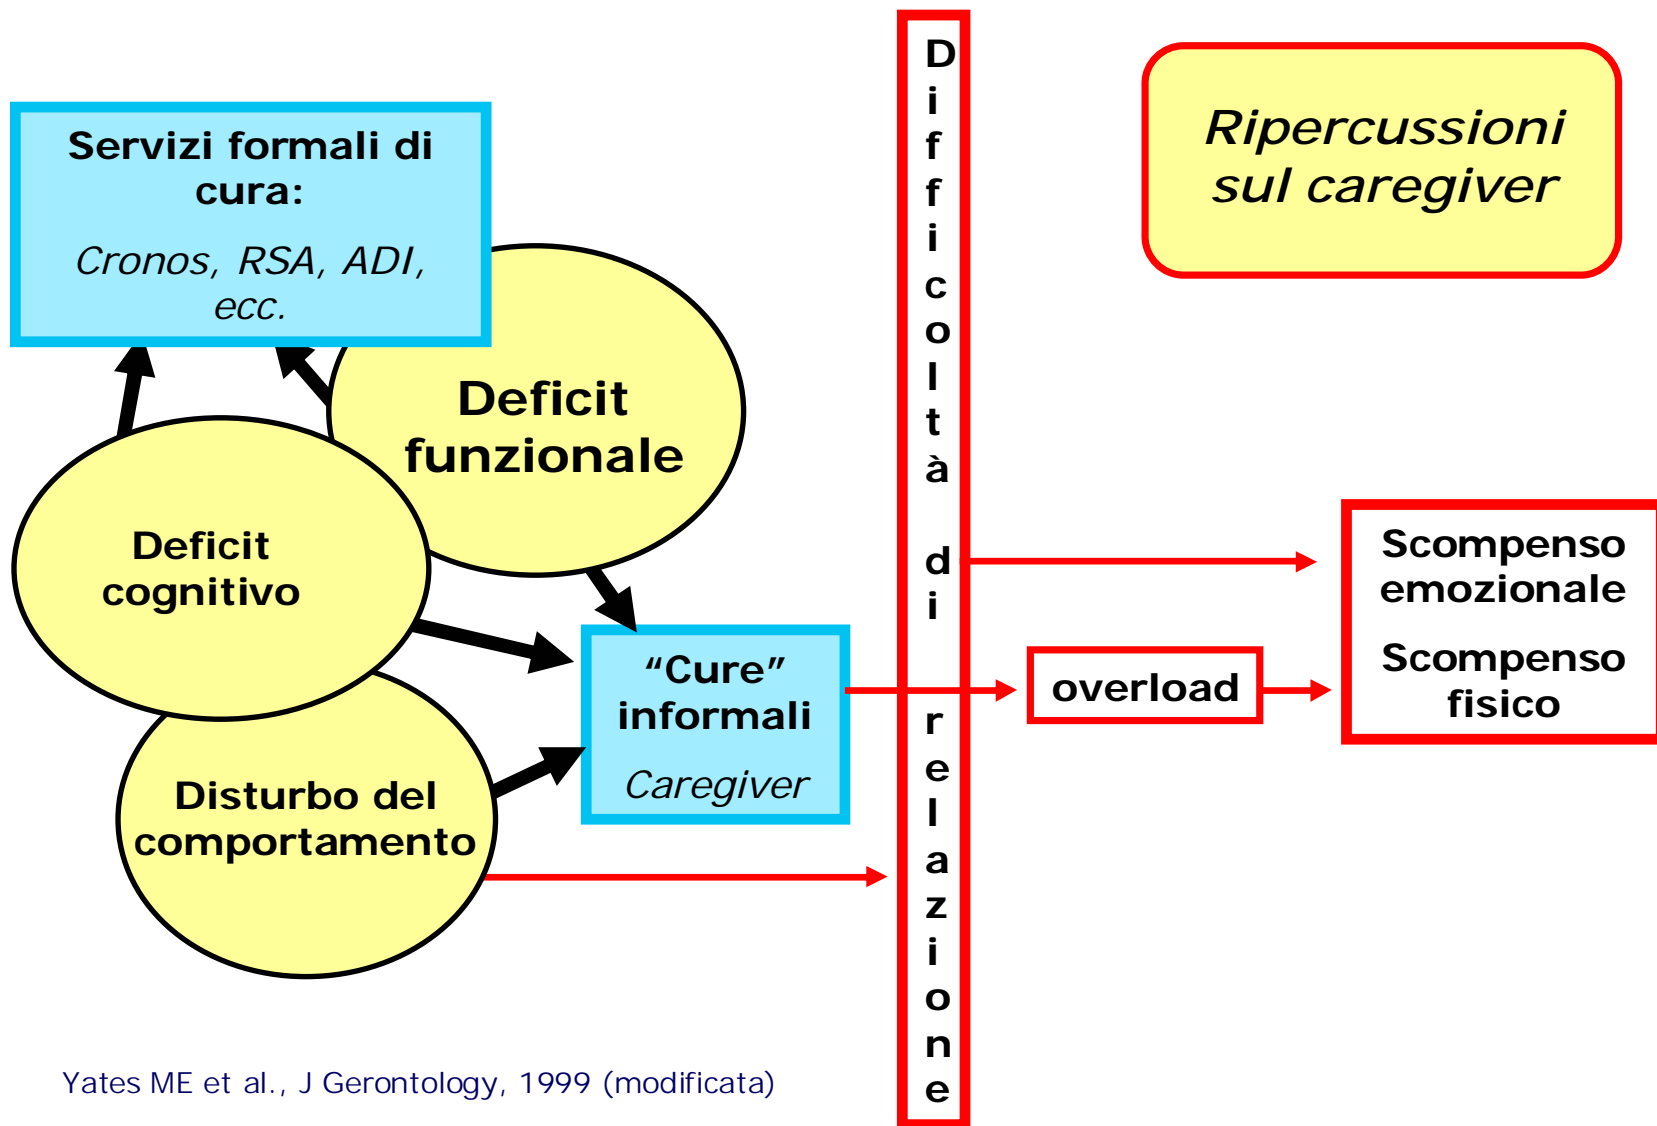 Servizi formali di
cura:
Cronos, RSA, ADI,
ecc.
Deficit
funzionale
Deficit
cognitivo
Disturbo del
comportamento
“Cure”
informali
Caregiver
Difficoltà di relazione
Ripercussioni
sul caregiver
overload
Scompenso
emozionale
Scompenso
fisico
Yates ME et al., J Gerontology, 1999 (modificata)